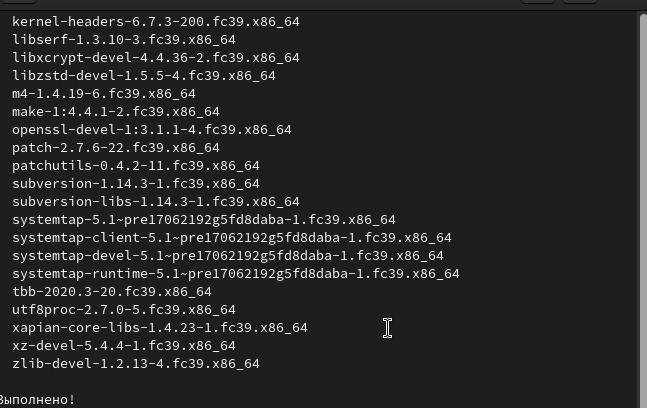 kernel-headers-6.7.3-200.fc39.x86_64
libserf-1.3.10-3.fc39.x86_64
libxcrypt-devel-4.4.36-2.fc39.x86_64
libzstd-devel-1.5.5-4.fc39.x86_64
m4-1.4.19-6.fc39.x86_64
make-1:4.4.1-2.fc39.x86_64
openssl-devel-1:3.1.1-4.fc39.x86_64
patch-2.7.6-22.fc39.x86_64
patchutils-0.4.2-11.fc39.x86_64
subversion-1.14.3-1.fc39.x86_64
subversion-libs-1.14.3-1.fc39.x86_64
systemtap-5.1~pre17062192g5fd8daba-1.fc39.x86_64
systemtap-client-5.1~pre17062192g5fd8daba-1.fc39.x86_64
systemtap-devel-5.1~pre17062192g5fd8daba-1.fc39.x86_64
systemtap-runtime-5.1~pre17062192g5fd8daba-1.fc39.x86_64
tbb-2020.3-20.fc39.x86_64
utf8proc-2.7.0-5.fc39.x86_64
xapian-core-libs-1.4.23-1.fc39.x86_64
xz-devel-5.4.4-1.fc39.x86_64
zlib-devel-1.2.13-4.fc39.x86_64
Выполнено!